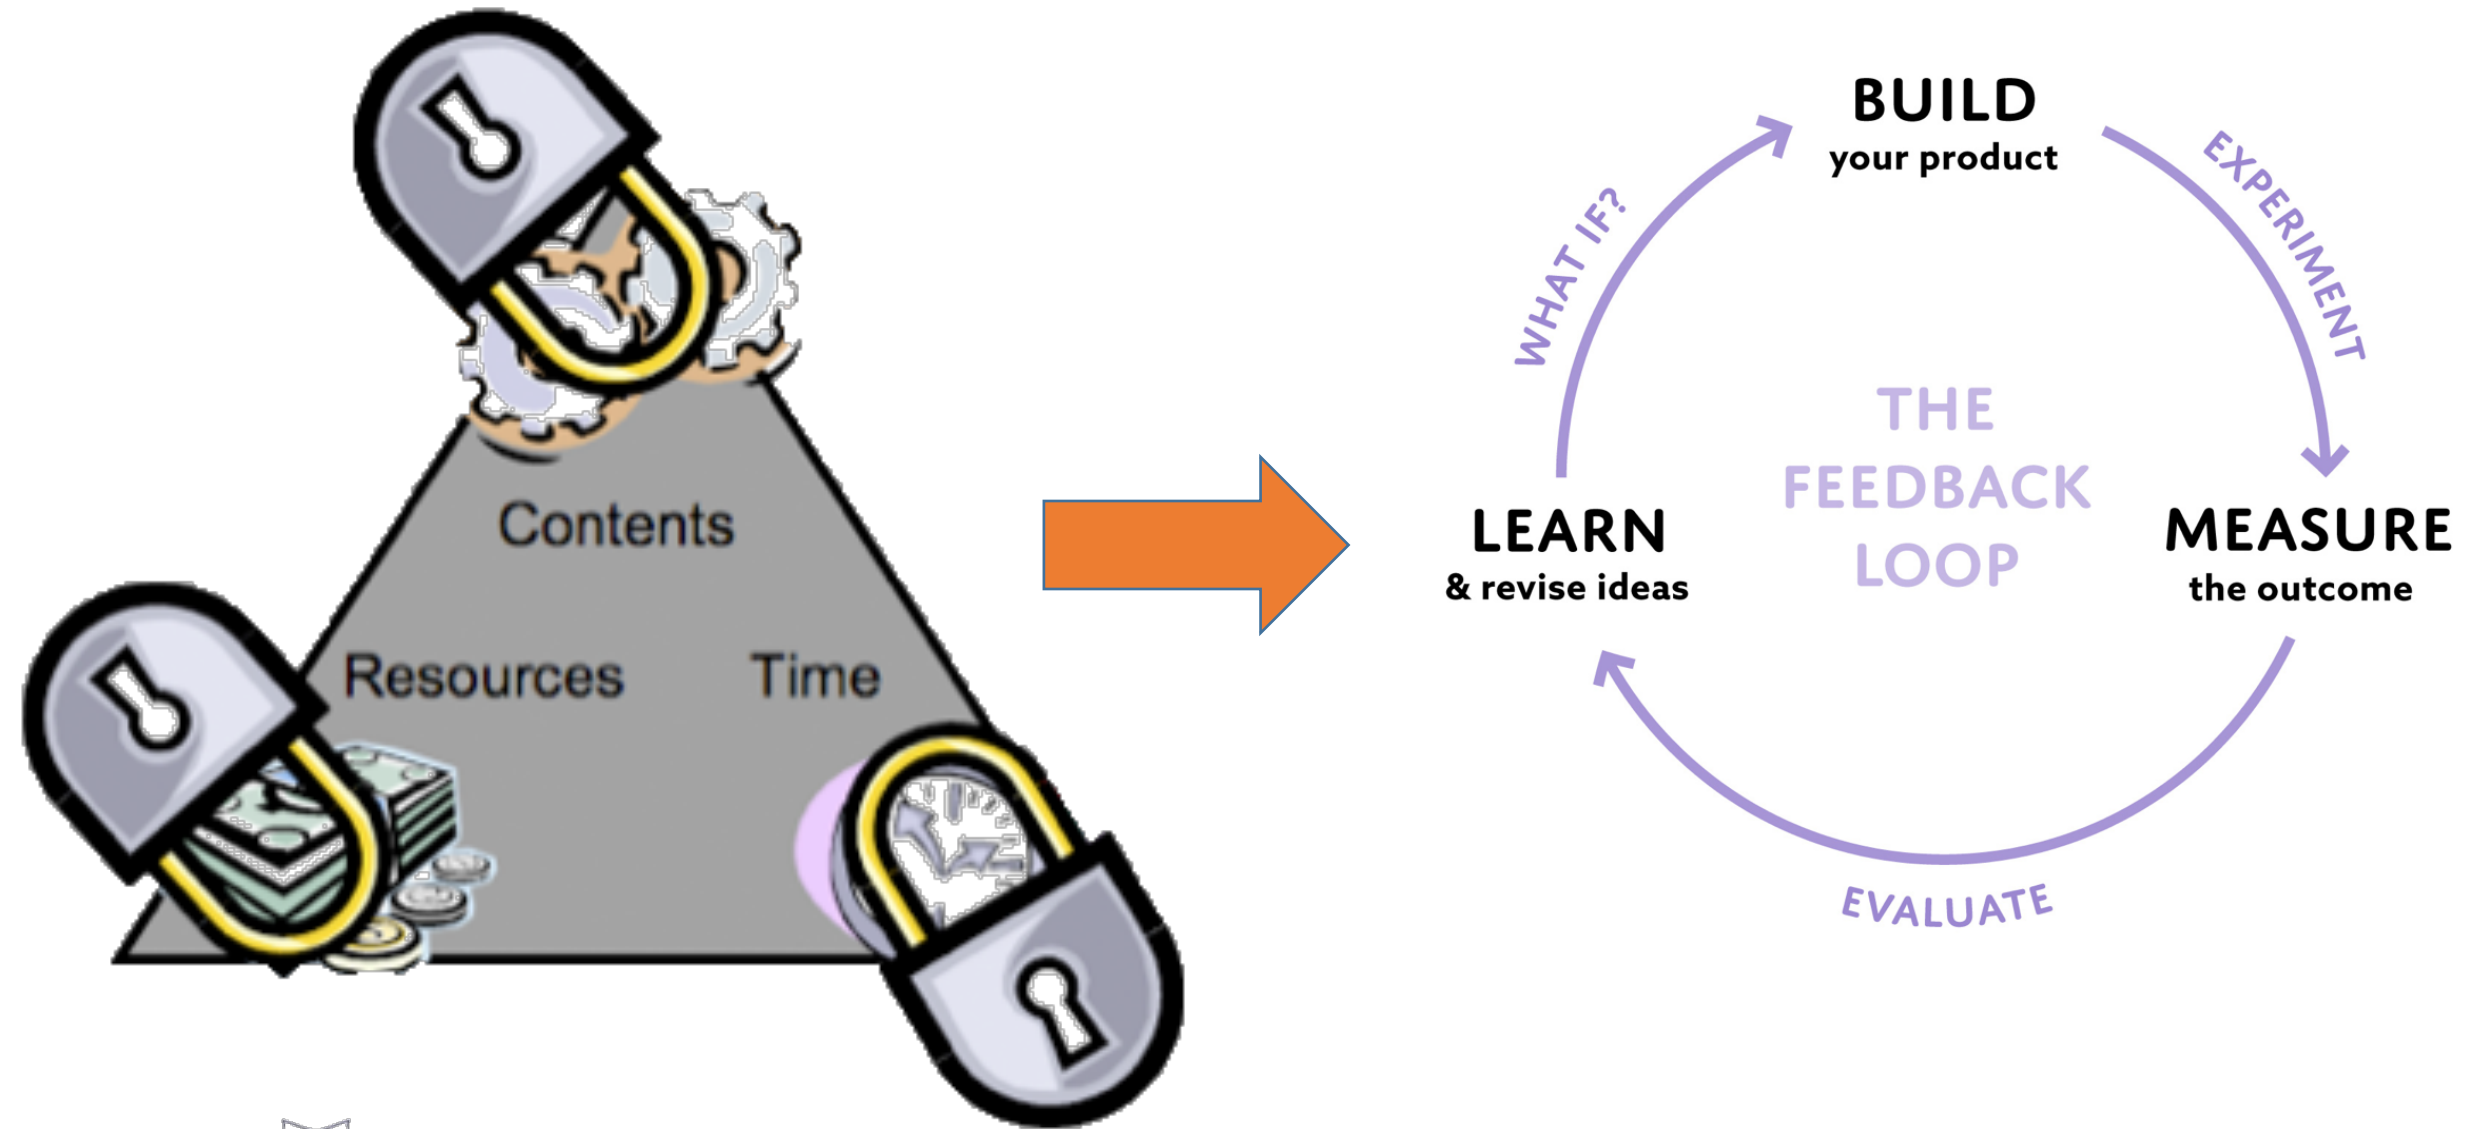 Contents
Resources
Time
BUILD
your product
EXPERIMENT
WHAT IF?
THE
FEEDBACK
LOOP
LEARN
& revise ideas
MEASURE
the outcome
EVALUATE